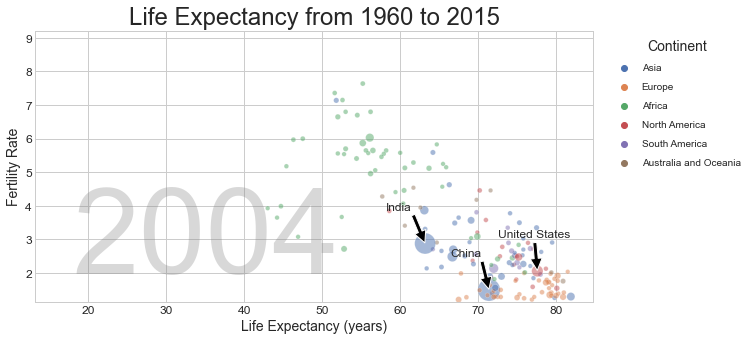 Life Expectancy from 1960 to 2015
Continent
Asia
Europe
Africa
North America
South America
Australia and Oceania
Fertility Rate
9
8
7
6
5
4
3
2
2004
India
China
United States
20
30
40
50
60
70
80
Life Expectancy (years)